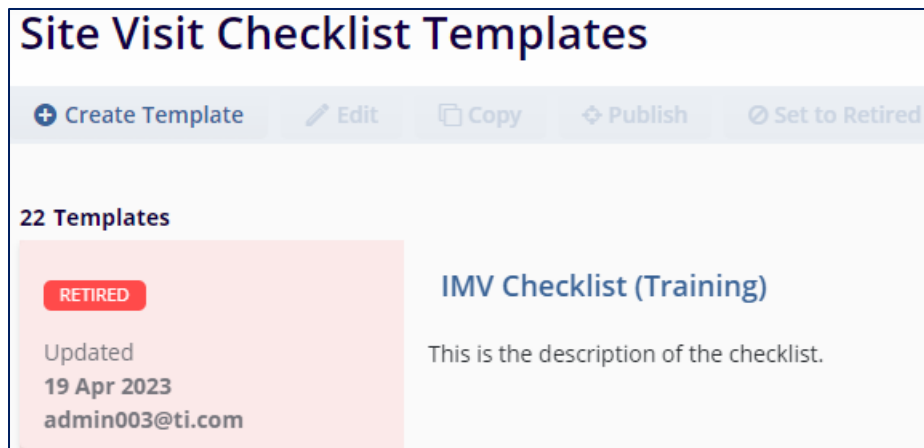 Site Visit Checklist Templates
Create Template Edit Copy Publish Set to Retired
22 Templates
RETIRED
IMV Checklist (Training)
Updated
This is the description of the checklist.
19 Apr 2023
admin003@ti.com